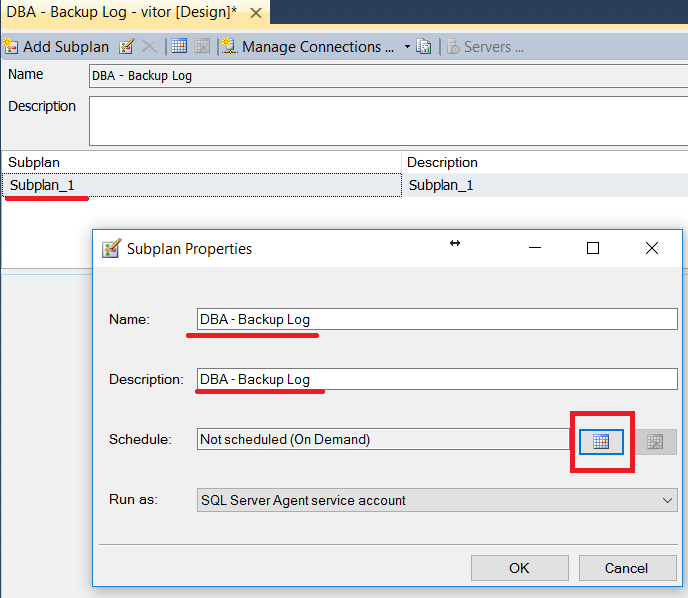 DBA - Backup Log - vitor [Design]*
Add Subplan Manage Connections ... Servers ...
Name DBA - Backup Log
Description
Subplan Description
Subplan_1 Subplan_1
Subplan Properties
Name: DBA - Backup Log
Description: DBA - Backup Log
Schedule: Not scheduled (On Demand)
Run as: SQL Server Agent service account
OK Cancel